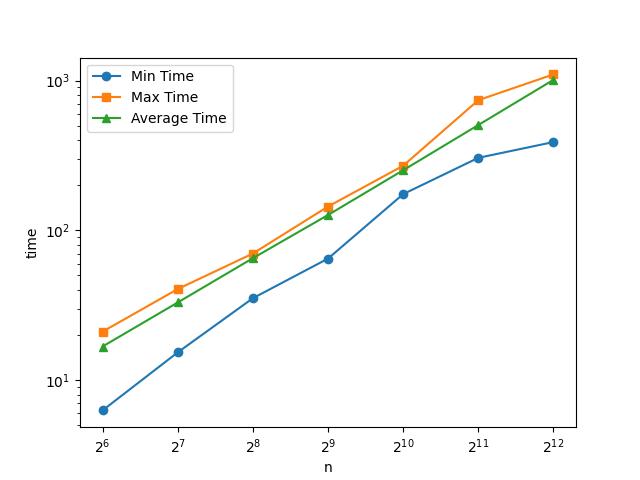 Min Time
Max Time
Average Time
10³
10²
10¹
time
2⁶ 2⁷ 2⁸ 2⁹ 2¹⁰ 2¹¹ 2¹²
n